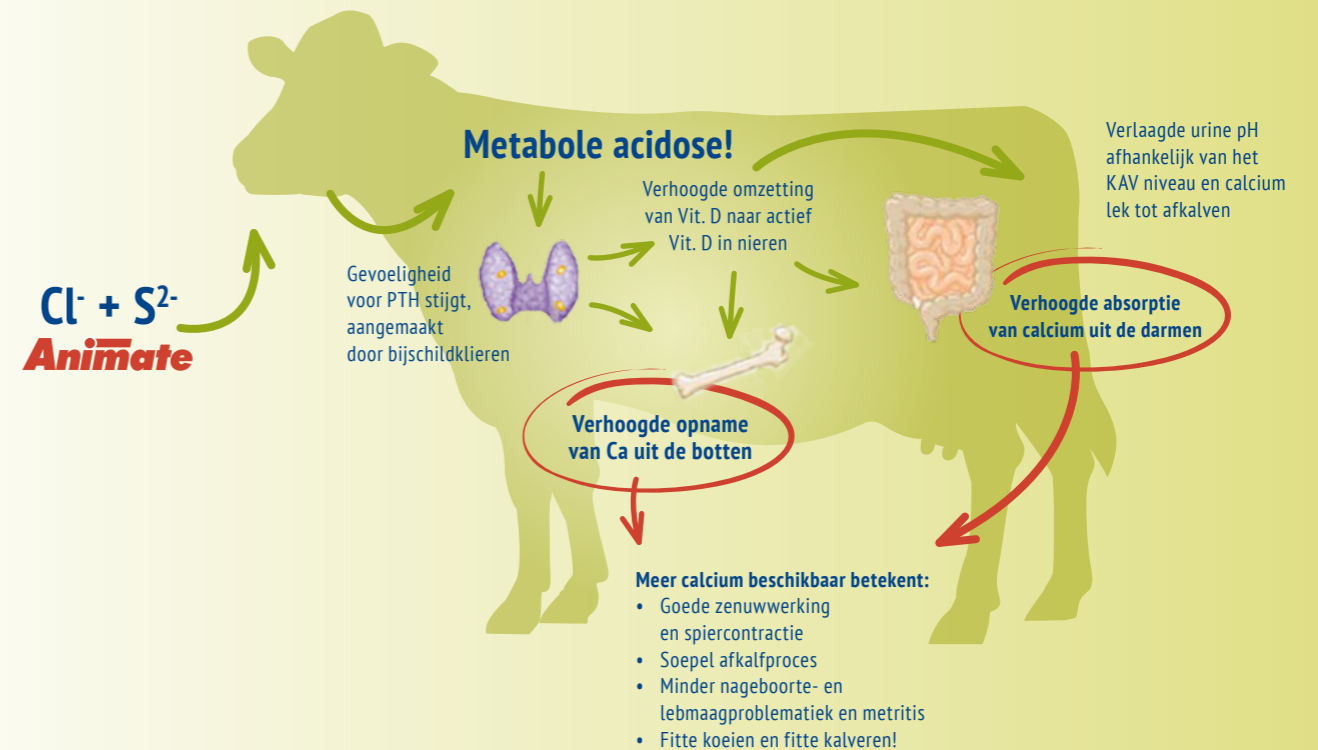 Cl- + S2-
Animate
Gevoeligheid
voor PTH stijgt,
aangemaakt
door bijschildklieren
Metabole acidose!
Verhoogde omzetting
van Vit. D naar actief
Vit. D in nieren
Verlaagde urine pH
afhankelijk van het
KAV niveau en calcium
lek tot afkalven
Verhoogde absorptie
van calcium uit de darmen
Verhoogde opname
van Ca uit de botten
Meer calcium beschikbaar betekent:
• Goede zenuwwerking
en spiercontractie
• Soepel afkalfproces
• Minder nageboorte- en
lebmaagproblematiek en metritis
• Fitte koeien en fitte kalveren!